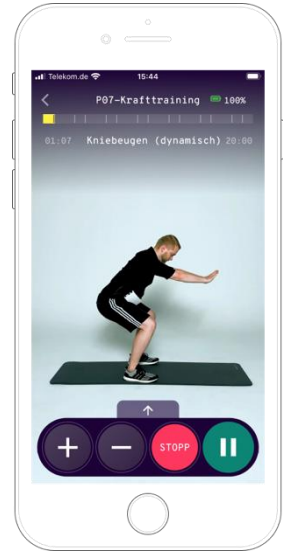 Telekom.de 15:44
P07-Krafttraining 100%
01:07 Kniebeugen (dynamisch) 20:00
STOPP